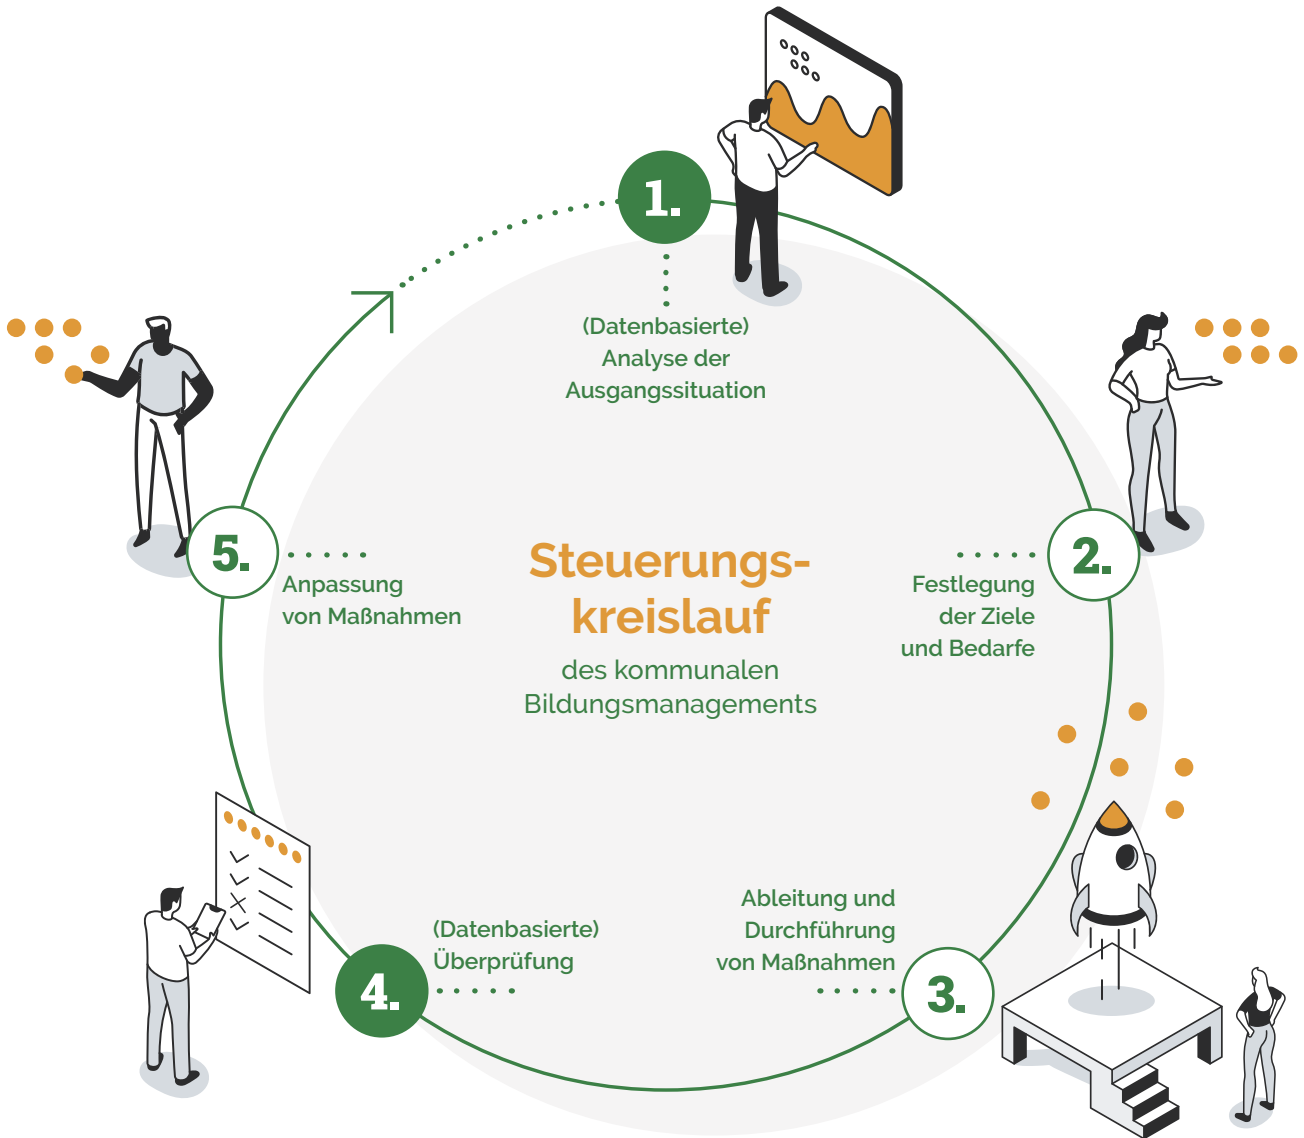 1.
(Datenbasierte)
Analyse der
Ausgangssituation
2.
Festlegung
der Ziele
und Bedarfe
3.
Ableitung und
Durchführung
von Maßnahmen
4.
(Datenbasierte)
Überprüfung
5.
Anpassung
von Maßnahmen
Steuerungs-
kreislauf
des kommunalen
Bildungsmanagements